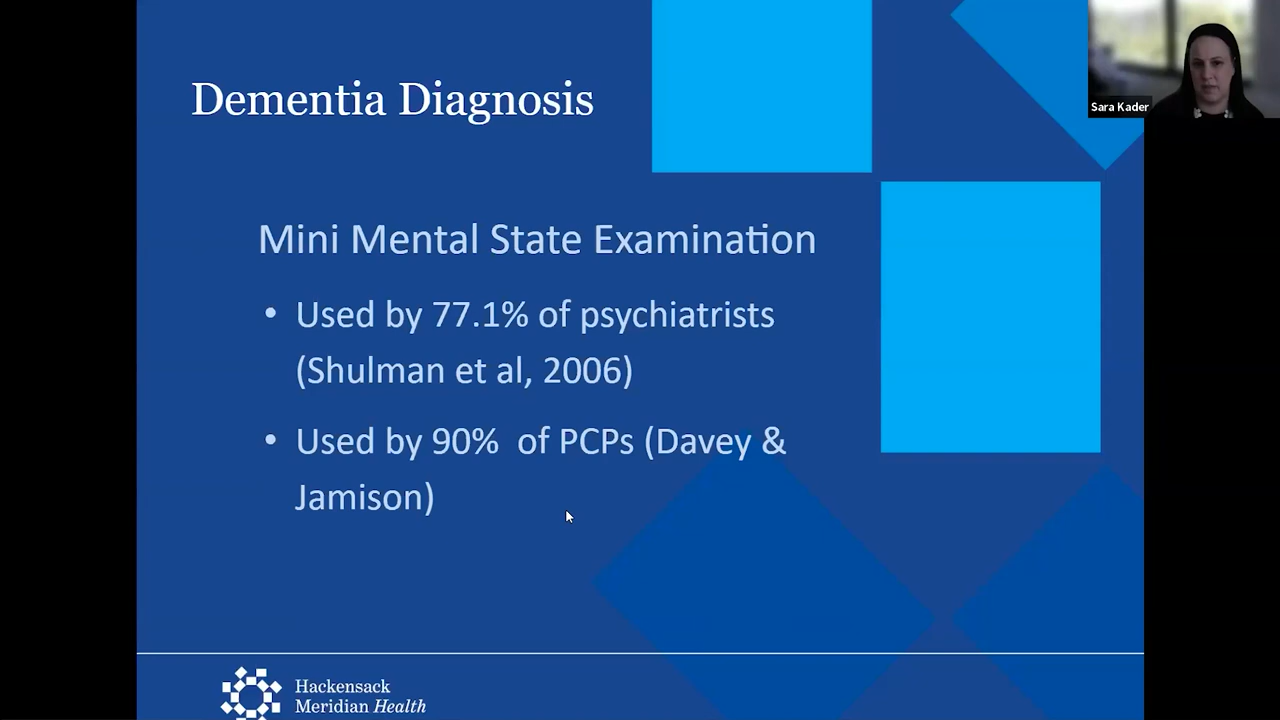 Dementia Diagnosis
Sara Kader
Mini Mental State Examination
• Used by 77.1% of psychiatrists
(Shulman et al, 2006)
• Used by 90%  of PCPs (Davey &
Jamison)
Hackensack
Meridian Health